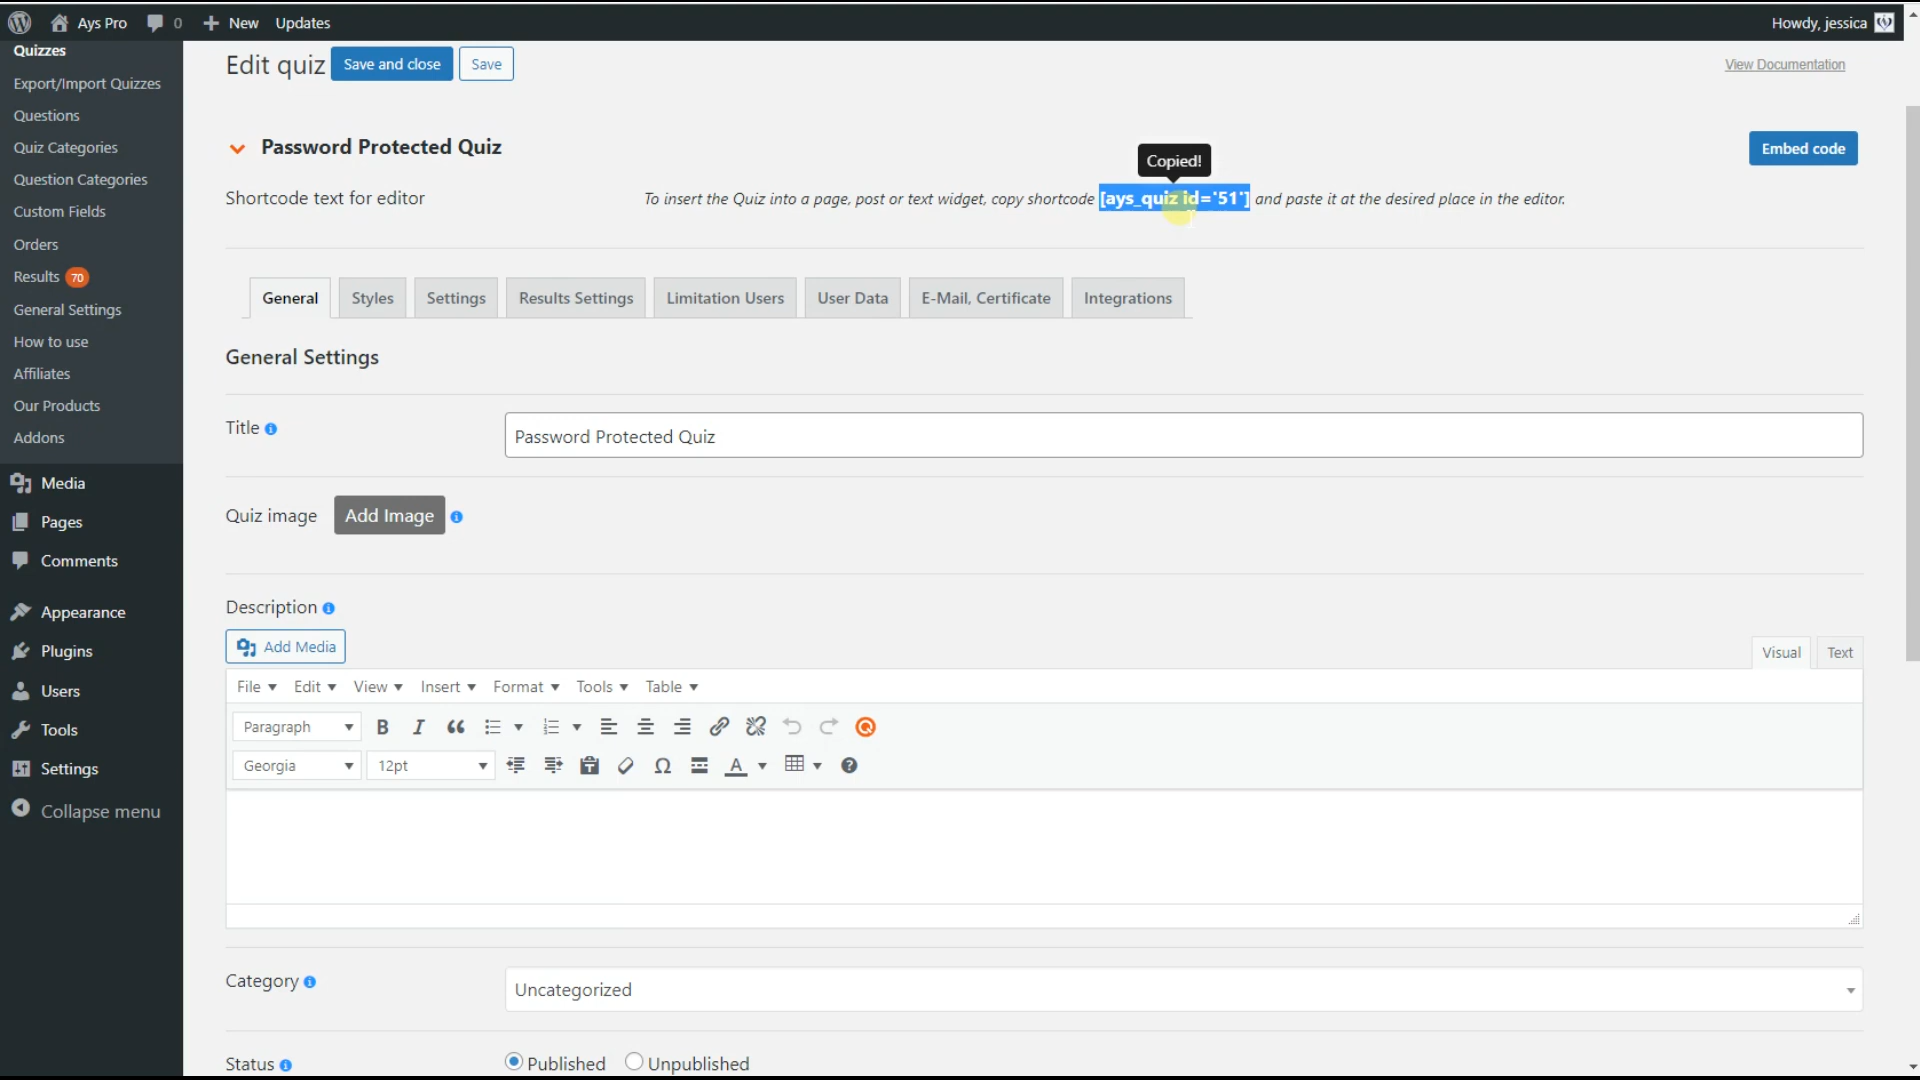 Ays Pro 0 New Updates Howdy, jessica
Quizzes
Export/Import Quizzes
Questions
Quiz Categories
Question Categories
Custom Fields
Orders
Results 70
General Settings
How to use
Affiliates
Our Products
Addons
Media
Pages
Comments
Appearance
Plugins
Users
Tools
Settings
Collapse menu
Edit quiz Save and close Save View Documentation
Password Protected Quiz Embed code
Copied!
Shortcode text for editor To insert the Quiz into a page, post or text widget, copy shortcode [ays_quiz id='51'] and paste it at the desired place in the editor.
General Styles Settings Results Settings Limitation Users User Data E-Mail, Certificate Integrations
General Settings
Title Password Protected Quiz
Quiz image Add Image
Description
Add Media Visual Text
File Edit View Insert Format Tools Table
Paragraph
Georgia 12pt
Category Uncategorized
Status Published Unpublished